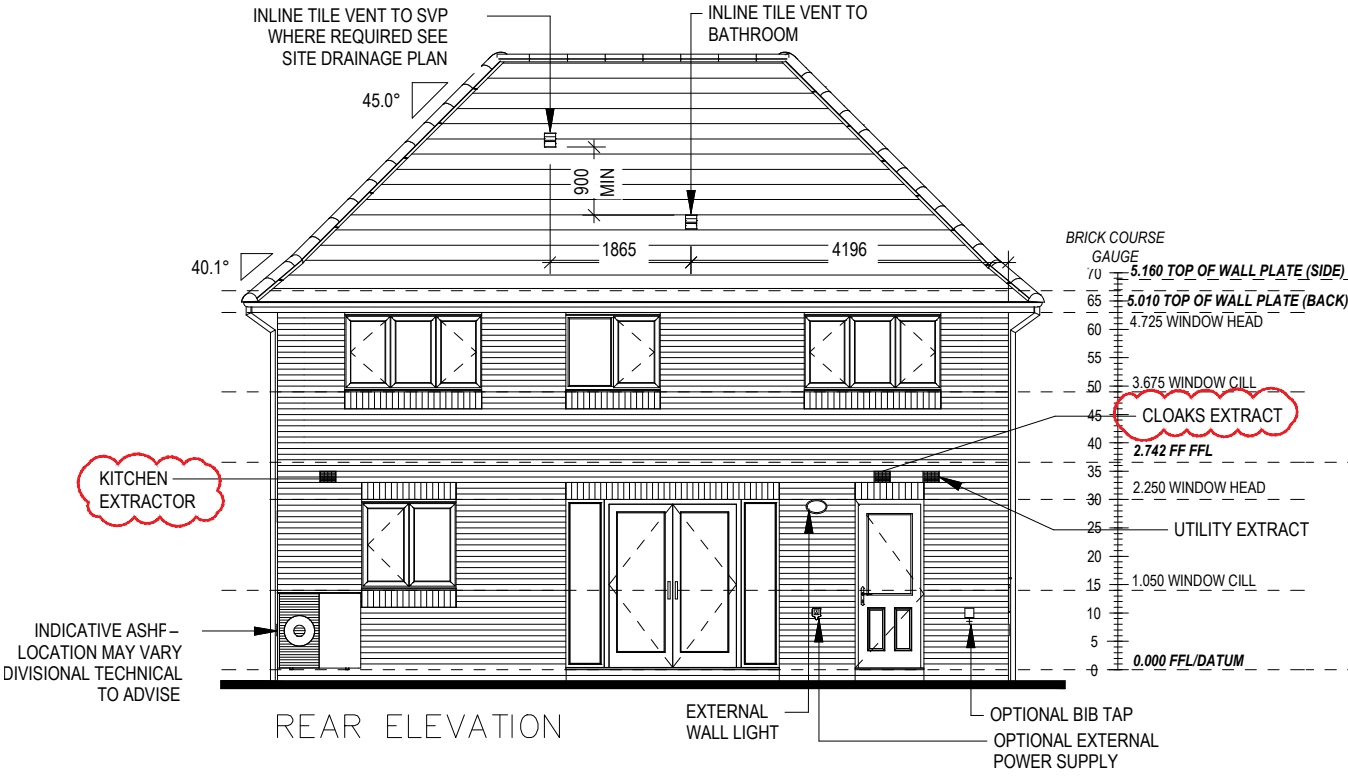 INLINE TILE VENT TO SVP
WHERE REQUIRED SEE
SITE DRAINAGE PLAN
INLINE TILE VENT TO
BATHROOM
45.0°
900
MIN
1865
4196
40.1°
BRICK COURSE
GAUGE
70
5.160 TOP OF WALL PLATE (SIDE)
65
5.010 TOP OF WALL PLATE (BACK)
60
4.725 WINDOW HEAD
55
50
3.675 WINDOW CILL
45
CLOAKS EXTRACT
40
2.742 FF FFL
35
KITCHEN
EXTRACTOR
2.250 WINDOW HEAD
30
25
UTILITY EXTRACT
20
15
1.050 WINDOW CILL
10
5
0.000 FFL/DATUM
0
INDICATIVE ASHP –
LOCATION MAY VARY
DIVISIONAL TECHNICAL
TO ADVISE
REAR ELEVATION
EXTERNAL
WALL LIGHT
OPTIONAL BIB TAP
OPTIONAL EXTERNAL
POWER SUPPLY